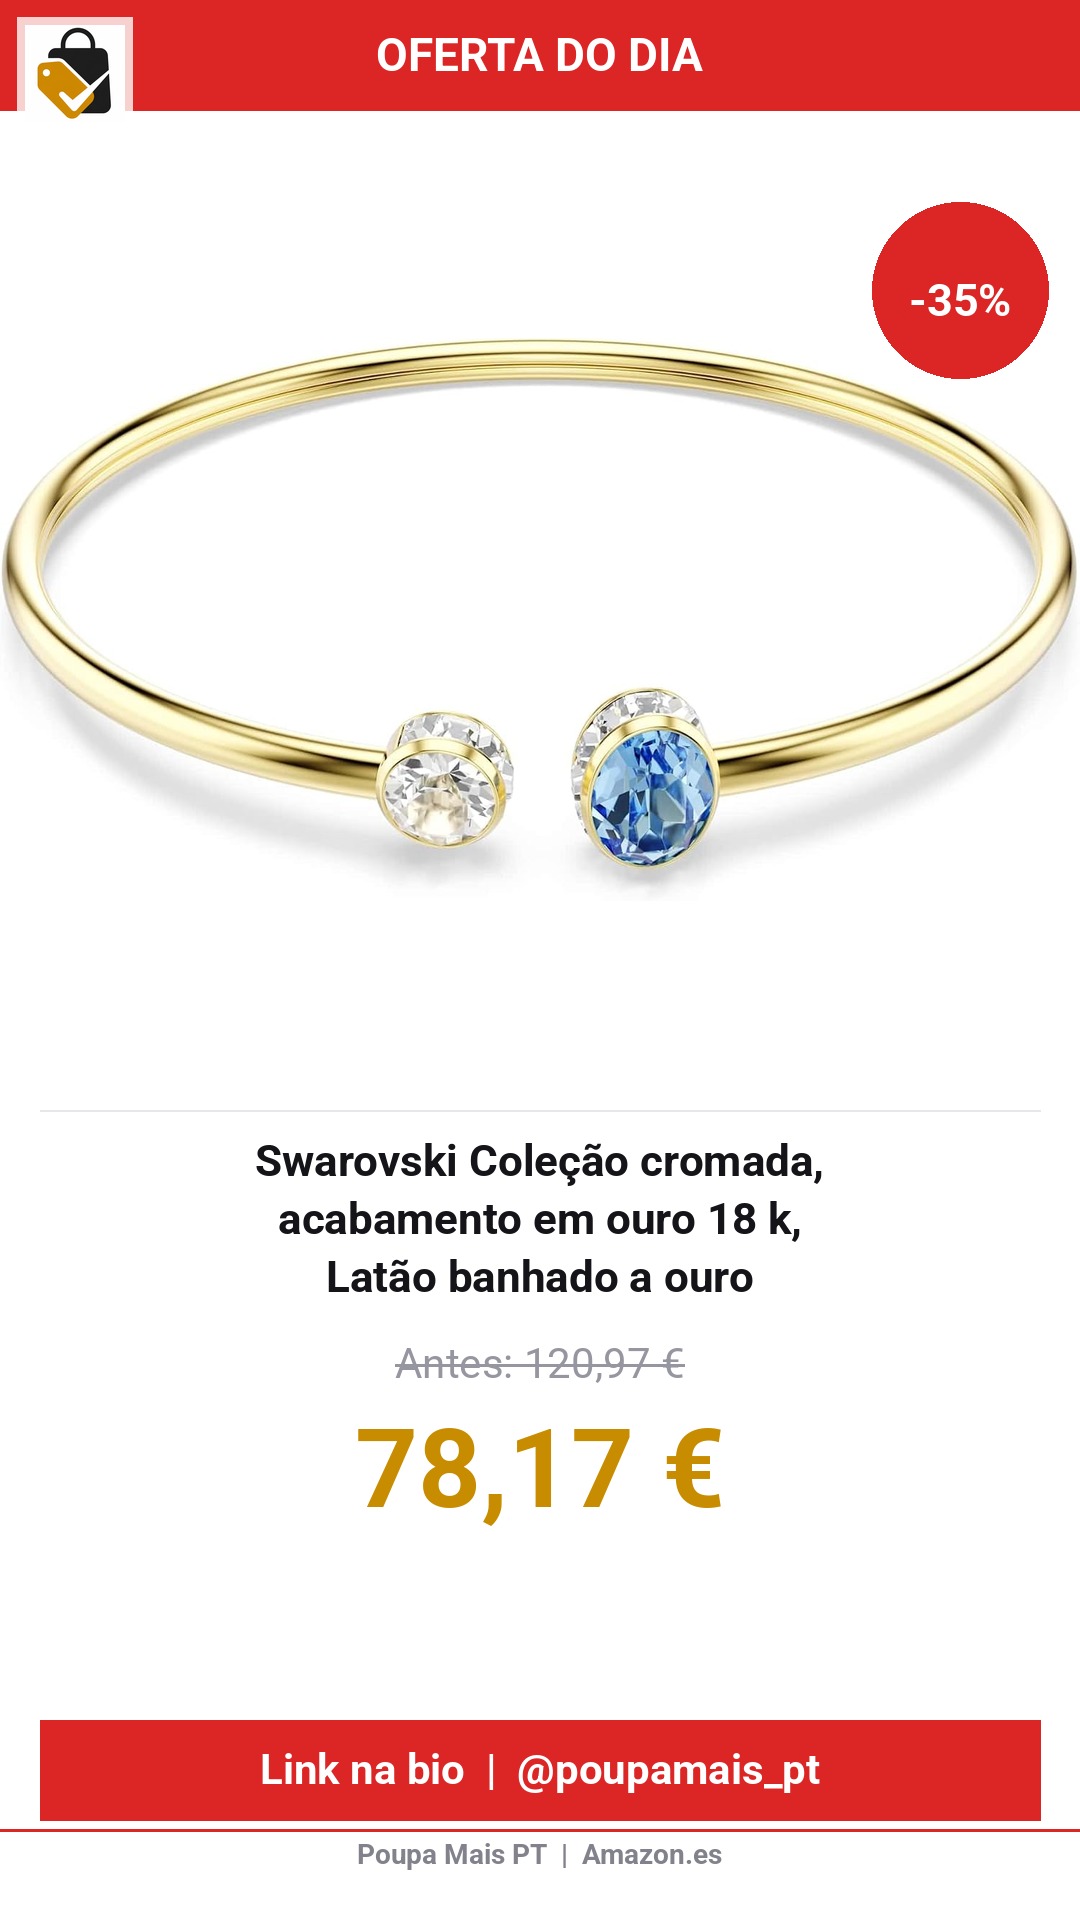 OFERTA DO DIA
-35%
Swarovski Coleção cromada,
acabamento em ouro 18 k,
Latão banhado a ouro
Antes: 120,97 €
78,17 €
Link na bio | @poupamais_pt
Poupa Mais PT | Amazon.es